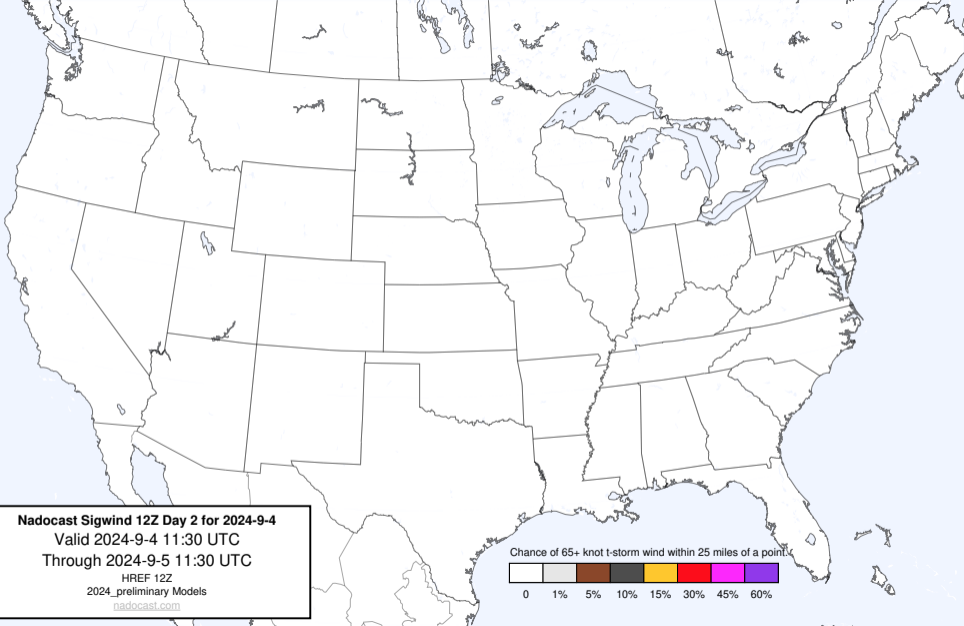 Nadocast Sigwind 12Z Day 2 for 2024-9-4
Valid 2024-9-4 11:30 UTC
Through 2024-9-5 11:30 UTC
HREF 12Z
2024_preliminary Models
nadocast.com
Chance of 65+ knot t-storm wind within 25 miles of a point.
0 1% 5% 10% 15% 30% 45% 60%